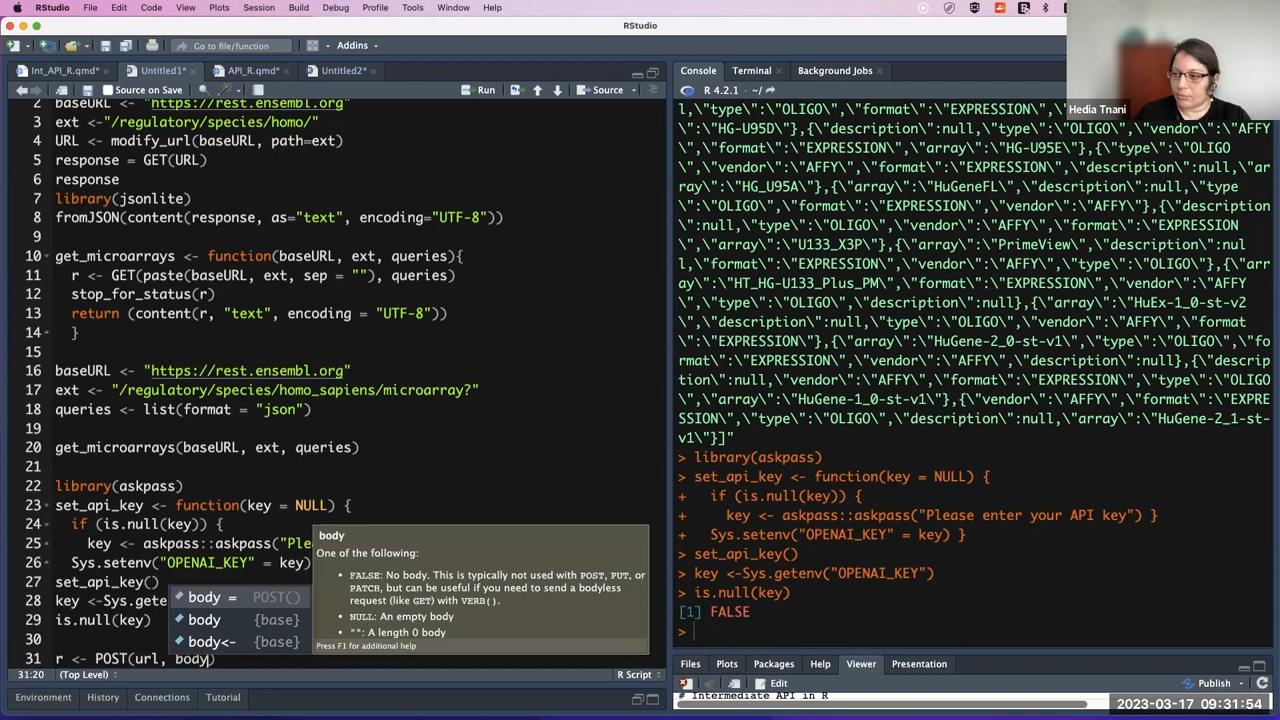 RStudio File Edit Code View Plots Session Build Debug Profile Tools Window Help
RStudio
Go to file/function Addins
Int_API_R.qmd* Untitled1* API_R.qmd* Untitled2*
Source on Save Run Source
2 baseURL <- "https://rest.ensembl.org"
3 ext <-"/regulatory/species/homo/"
4 URL <- modify_url(baseURL, path=ext)
5 response = GET(URL)
6 response
7 library(jsonlite)
8 fromJSON(content(response, as="text", encoding="UTF-8"))
9
10 get_microarrays <- function(baseURL, ext, queries){
11 r <- GET(paste(baseURL, ext, sep = ""), queries)
12 stop_for_status(r)
13 return (content(r, "text", encoding = "UTF-8"))
14 }
15
16 baseURL <- "https://rest.ensembl.org"
17 ext <- "/regulatory/species/homo_sapiens/microarray?"
18 queries <- list(format = "json")
19
20 get_microarrays(baseURL, ext, queries)
21
22 library(askpass)
23 set_api_key <- function(key = NULL) {
24 if (is.null(key)) {
25 key <- askpass::askpass("Ple
26 Sys.setenv("OPENAI_KEY" = key)
27 set_api_key()
28 key <-Sys.gete
29 is.null(key)
30
31 r <- POST(url, body)
body = POST()
body {base}
body<- {base}
body
One of the following:
• FALSE: No body. This is typically not used with POST, PUT, or
PATCH, but can be useful if you need to send a bodyless
request (like GET) with VERB().
• NULL: An empty body
• "": A length 0 body
Press F1 for additional help
31:20 (Top Level) R Script
Environment History Connections Tutorial
Console Terminal Background Jobs
R 4.2.1 · ~/
l,\"type\":\"OLIGO\",\"format\":\"EXPRESSION\",\"array\":
\"HG-U95D\"},{\"description\":null,\"type\":\"OLIGO\",\"vendor\":\"AFFY
\",\"format\":\"EXPRESSION\",\"array\":\"HG-U95E\"},{\"type\":\"OLIGO
\",\"vendor\":\"AFFY\",\"format\":\"EXPRESSION\",\"description\":null,\"ar
ray\":\"HG_U95A\"},{\"array\":\"HuGeneFL\",\"description\":null,\"type
\":\"OLIGO\",\"format\":\"EXPRESSION\",\"vendor\":\"AFFY\"},{\"description
\":null,\"type\":\"OLIGO\",\"vendor\":\"AFFY\",\"format\":\"EXPRESSION\",
\"array\":\"U133_X3P\"},{\"array\":\"PrimeView\",\"description\":nul
l,\"format\":\"EXPRESSION\",\"vendor\":\"AFFY\",\"type\":\"OLIGO\"},{\"arr
ay\":\"HT_HG-U133_Plus_PM\",\"format\":\"EXPRESSION\",\"vendor\":\"AFFY
\",\"type\":\"OLIGO\",\"description\":null},{\"array\":\"HuEx-1_0-st-v2
\",\"description\":null,\"type\":\"OLIGO\",\"vendor\":\"AFFY\",\"format
\":\"EXPRESSION\"},{\"array\":\"HuGene-2_0-st-v1\",\"type\":\"OLIGO\",\"fo
rmat\":\"EXPRESSION\",\"vendor\":\"AFFY\",\"description\":null},{\"descrip
tion\":null,\"vendor\":\"AFFY\",\"format\":\"EXPRESSION\",\"type\":\"OLIGO
\",\"array\":\"HuGene-1_0-st-v1\"},{\"vendor\":\"AFFY\",\"format\":\"EXPRE
SSION\",\"type\":\"OLIGO\",\"description\":null,\"array\":\"HuGene-2_1-st-
v1\"}]"
> library(askpass)
> set_api_key <- function(key = NULL) {
+ if (is.null(key)) {
+ key <- askpass::askpass("Please enter your API key") }
+ Sys.setenv("OPENAI_KEY" = key) }
> set_api_key()
> key <-Sys.getenv("OPENAI_KEY")
> is.null(key)
[1] FALSE
>
Files Plots Packages Help Viewer Presentation
Edit Publish
# Intermediate API in R
Hedia Tnani
2023-03-17 09:31:54